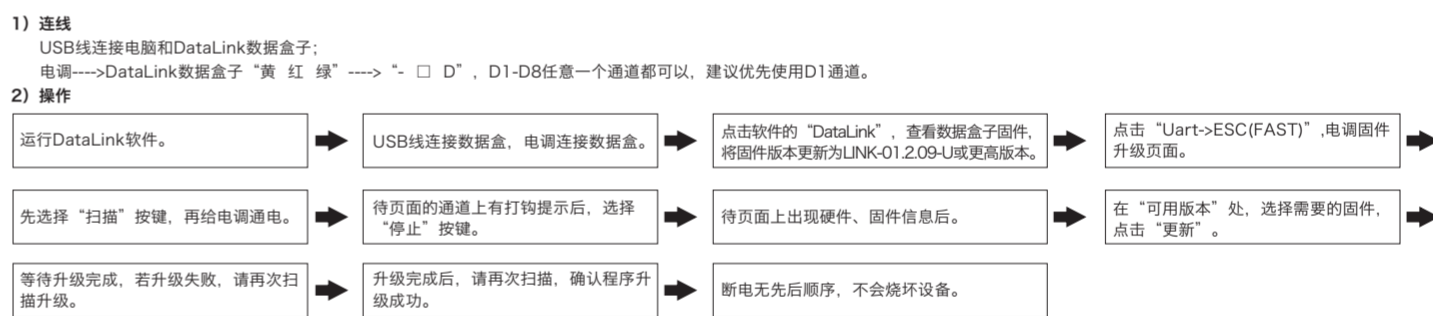 1）连线
USB线连接电脑和DataLink数据盒子；
电调---->DataLink数据盒子“黄 红 绿”---->“- □ D”，D1-D8任意一个通道都可以，建议优先使用D1通道。
2）操作
运行DataLink软件。
USB线连接数据盒，电调连接数据盒。
点击软件的“DataLink”，查看数据盒子固件，
将固件版本更新为LINK-01.2.09-U或更高版本。
点击“Uart->ESC(FAST)”,电调固件
升级页面。
先选择“扫描”按键，再给电调通电。
待页面的通道上有打钩提示后，选择
“停止”按键。
待页面上出现硬件、固件信息后。
在“可用版本”处，选择需要的固件，
点击“更新”。
等待升级完成，若升级失败，请再次扫
描升级。
升级完成后，请再次扫描，确认程序升
级成功。
断电无先后顺序，不会烧坏设备。